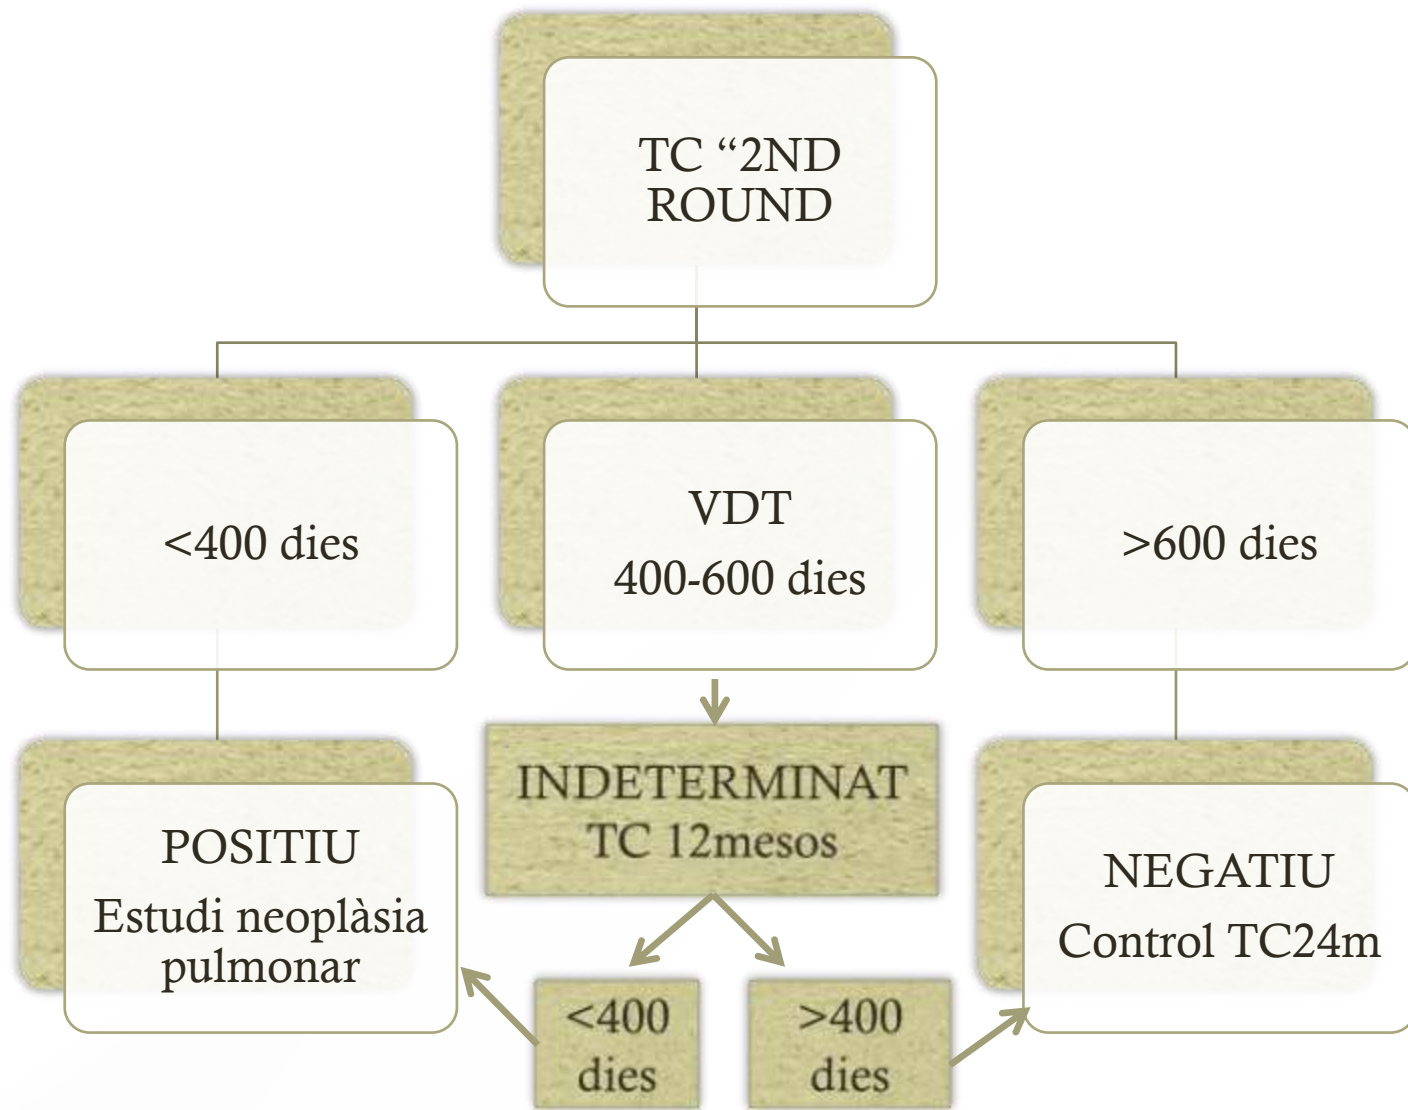 TC “2ND
ROUND
<400 dies
VDT
400-600 dies
>600 dies
POSITIU
Estudi neoplàsia
pulmonar
INDETERMINAT
TC 12mesos
NEGATIU
Control TC24m
<400
dies
>400
dies